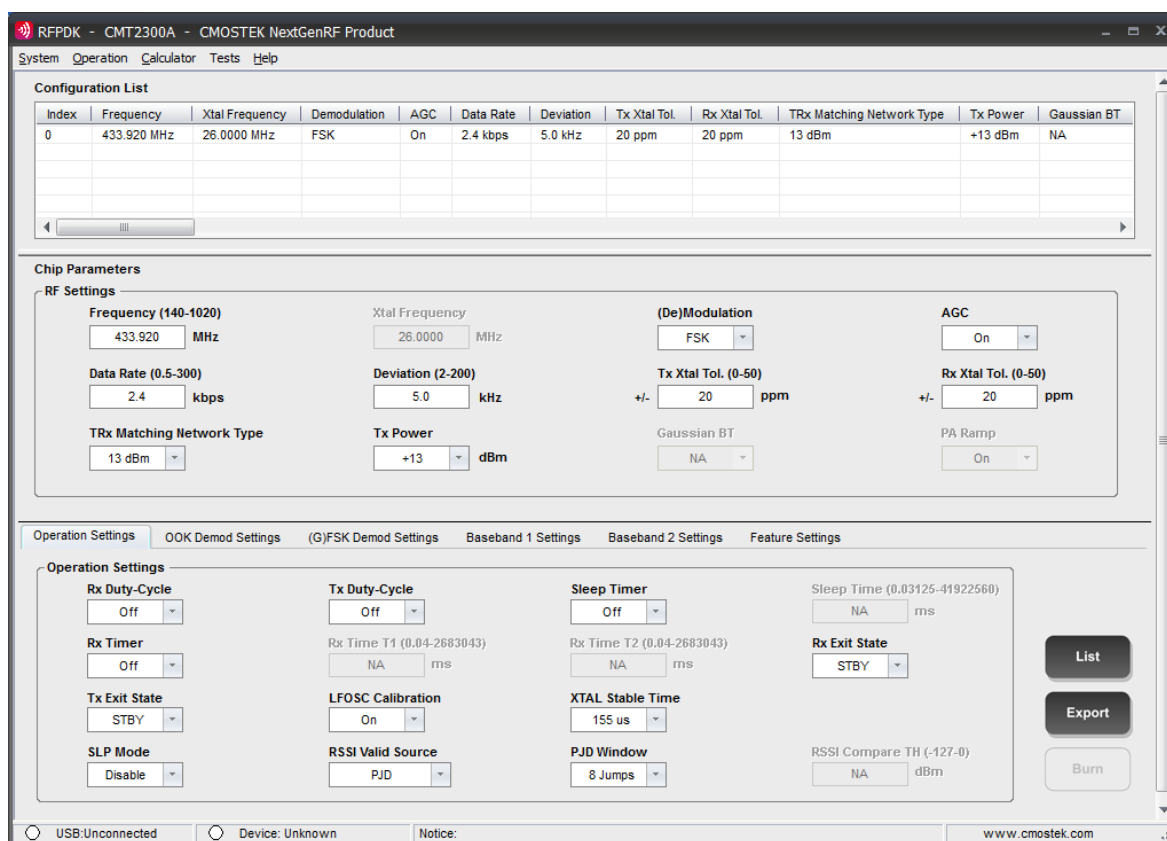 RFPDK - CMT2300A - CMOSTEK NextGenRF Product
System Operation Calculator Tests Help
Configuration List
Index Frequency Xtal Frequency Demodulation AGC Data Rate Deviation Tx Xtal Tol. Rx Xtal Tol. TRx Matching Network Type Tx Power Gaussian BT
0 433.920 MHz 26.0000 MHz FSK On 2.4 kbps 5.0 kHz 20 ppm 20 ppm 13 dBm +13 dBm NA
Chip Parameters
RF Settings
Frequency (140-1020) Xtal Frequency (De)Modulation AGC
433.920 MHz 26.0000 MHz FSK On
Data Rate (0.5-300) Deviation (2-200) Tx Xtal Tol. (0-50) Rx Xtal Tol. (0-50)
2.4 kbps 5.0 kHz +/- 20 ppm +/- 20 ppm
TRx Matching Network Type Tx Power Gaussian BT PA Ramp
13 dBm +13 dBm NA On
Operation Settings OOK Demod Settings (G)FSK Demod Settings Baseband 1 Settings Baseband 2 Settings Feature Settings
Operation Settings
Rx Duty-Cycle Tx Duty-Cycle Sleep Timer Sleep Time (0.03125-41922560)
Off Off Off NA ms
Rx Timer Rx Time T1 (0.04-2683043) Rx Time T2 (0.04-2683043) Rx Exit State
Off NA ms NA ms STBY
List
Tx Exit State LFOSC Calibration XTAL Stable Time
STBY On 155 us
Export
SLP Mode RSSI Valid Source PJD Window RSSI Compare TH (-127-0)
Disable PJD 8 Jumps NA dBm
Burn
USB:Unconnected Device: Unknown Notice: www.cmostek.com